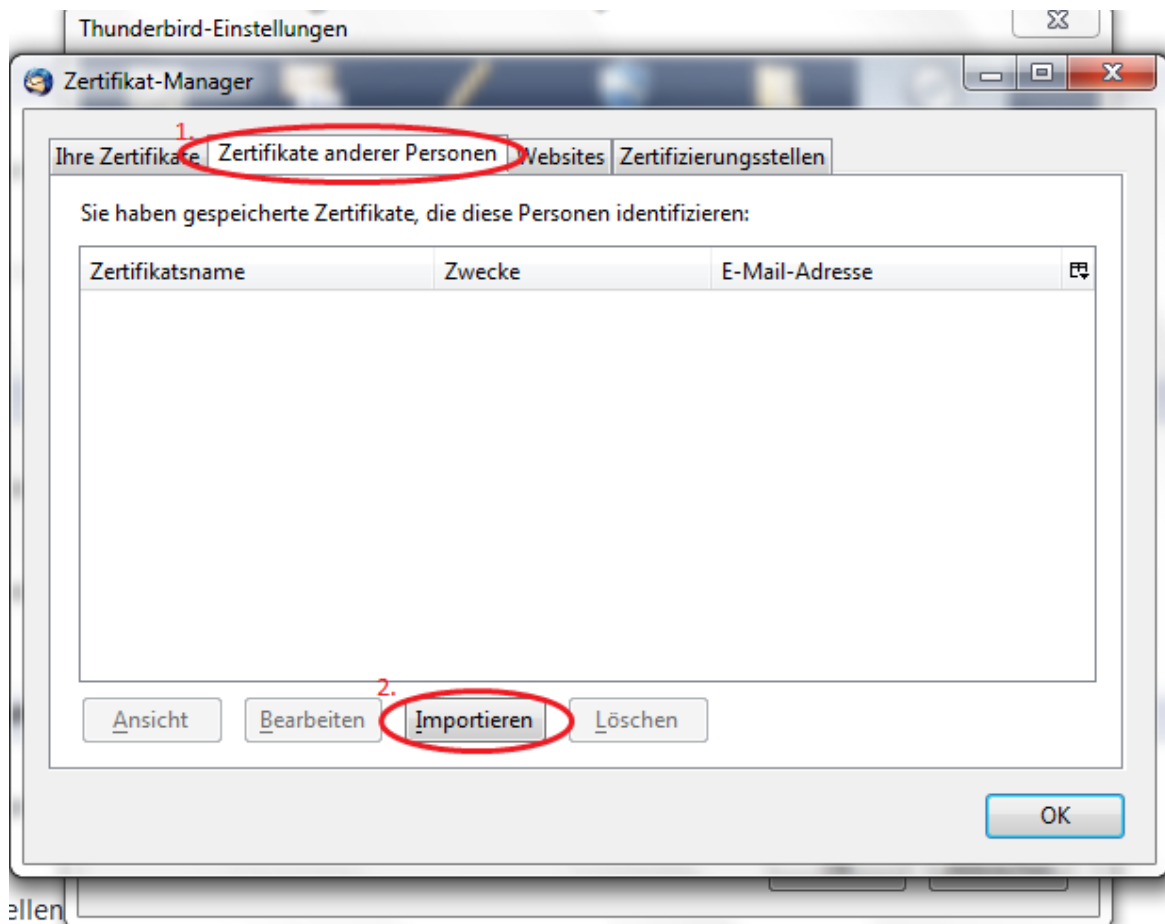 Thunderbird-Einstellungen
Zertifikat-Manager
1.
Ihre Zertifikate Zertifikate anderer Personen Websites Zertifizierungsstellen
Sie haben gespeicherte Zertifikate, die diese Personen identifizieren:
Zertifikatsname Zwecke E-Mail-Adresse
2.
Ansicht Bearbeiten Importieren Löschen
OK
ellen